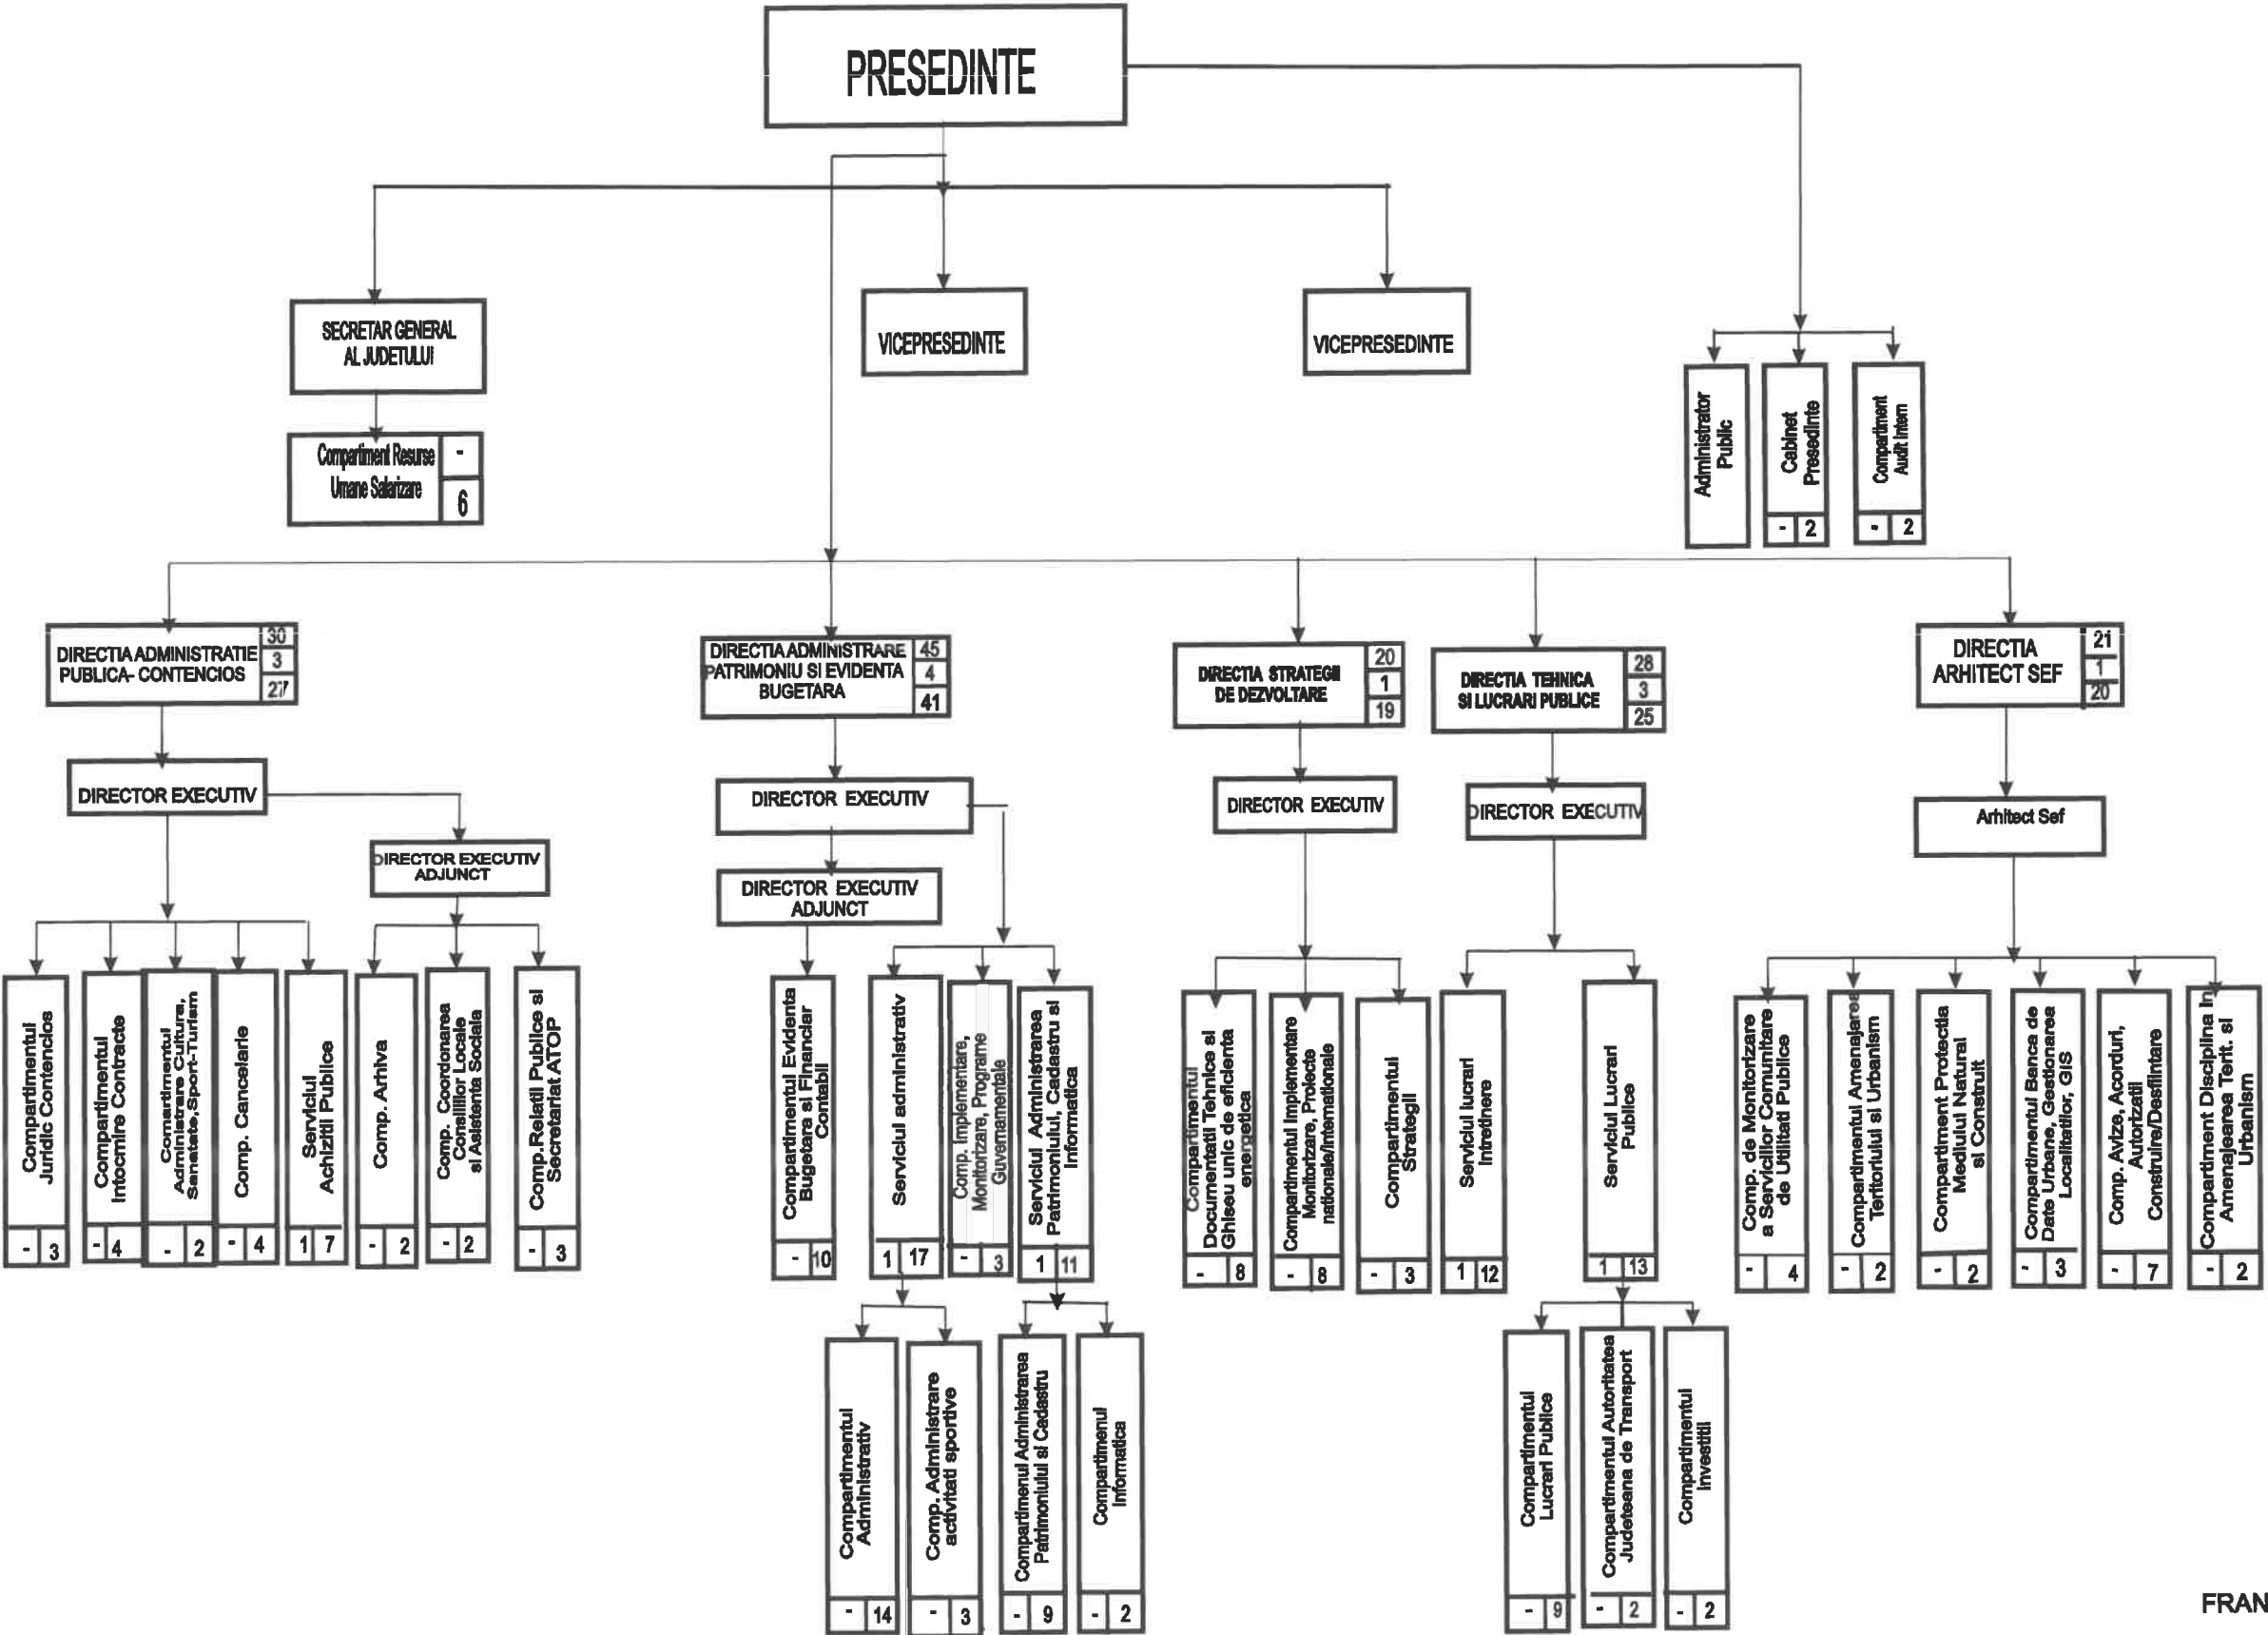 PRESEDINTE
SECRETAR GENERAL
AL JUDETULUI
VICEPRESEDINTE
VICEPRESEDINTE
Administrator
Public
Cabinet
Presedinte
- 2
Compartiment
Audit Intern
- 2
Compartiment Resurse
Umane Salarizare
-
6
DIRECTIA ADMINISTRATIE
PUBLICA- CONTENCIOS
30
3
27
DIRECTIA ADMINISTRARE
PATRIMONIU SI EVIDENTA
BUGETARA
45
4
41
DIRECTIA STRATEGII
DE DEZVOLTARE
20
1
19
DIRECTIA TEHNICA
SI LUCRARI PUBLICE
28
3
25
DIRECTIA
ARHITECT SEF
21
1
20
DIRECTOR EXECUTIV
DIRECTOR EXECUTIV
DIRECTOR EXECUTIV
DIRECTOR EXECUTIV
Arhitect Sef
DIRECTOR EXECUTIV
ADJUNCT
DIRECTOR EXECUTIV
ADJUNCT
Compartimentul
Juridic Contencios
- 3
Compartimentul
Intocmire Contracte
- 4
Comartimentul
Administrare Cultura,
Sanatate,Sport-Turism
- 2
Comp. Cancelarie
- 4
Serviciul
Achizitii Publice
1 7
Comp. Arhiva
- 2
Comp. Coordonarea
Consiliilor Locale
si Asistenta Sociala
- 2
Comp.Relatii Publice si
Secretariat ATOP
- 3
Compartimentul Evidenta
Bugetara si Financiar
Contabil
- 10
Serviciul administrativ
1 17
Comp. Implementare,
Monitorizare, Programe
Guvernamentale
- 3
Serviciul Administrarea
Patrimoniului, Cadastru si
Informatica
1 11
Compartimentul
Documentatii Tehnice si
Ghiseu unic de eficienta
energetica
- 8
Compartimentul Implementare
Monitorizare, Proiecte
nationale/internationale
- 8
Compartimentul
Strategii
- 3
Serviciul lucrari
Intretinere
1 12
Serviciul Lucrari
Publice
1 13
Comp. de Monitorizare
a Serviciilor Comunitare
de Utilitati Publice
- 4
Compartimentul Amenajarea
Teritoriului si Urbanism
- 2
Compartiment Protectia
Mediului Natural
si Construit
- 2
Compartimentul Banca de
Date Urbane, Gestionarea
Localitatilor, GIS
- 3
Comp. Avize, Acorduri,
Autorizatii
Construire/Desfiintare
- 7
Compartiment Disciplina In
Amenajearea Terit. si
Urbanism
- 2
Compartimentul
Administrativ
- 14
Comp. Administrare
activitati sportive
- 3
Compartimenul Administrarea
Patrimoniului si Cadastru
- 9
Compartimenul
Informatica
- 2
Compartimentul
Lucrari Publice
- 9
Compartimentul Autoritatea
Judeteana de Transport
- 2
Compartimentul
Investitii
- 2
FRAN